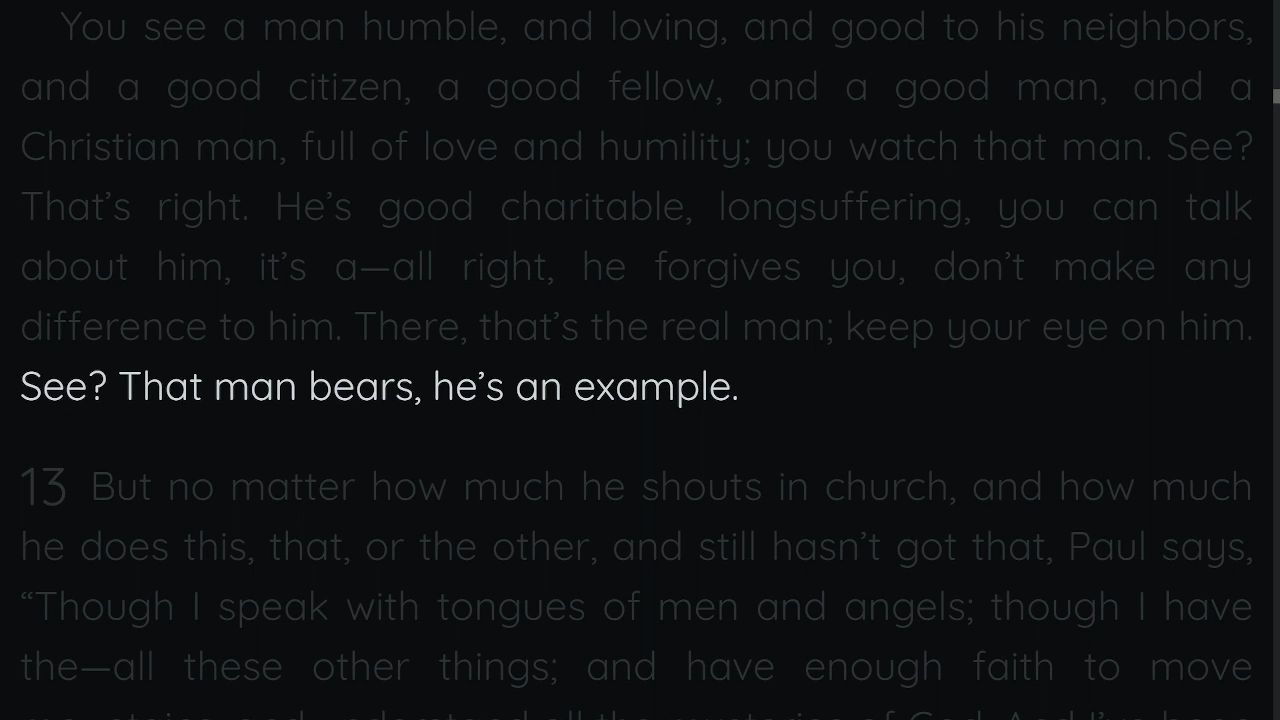 You see a man humble, and loving, and good to his neighbors,
and a good citizen, a good fellow, and a good man, and a
Christian man, full of love and humility; you watch that man. See?
That’s right. He’s good charitable, longsuffering, you can talk
about him, it’s a—all right, he forgives you, don’t make any
difference to him. There, that’s the real man; keep your eye on him.
See? That man bears, he’s an example.
13 But no matter how much he shouts in church, and how much
he does this, that, or the other, and still hasn’t got that, Paul says,
“Though I speak with tongues of men and angels; though I have
the—all these other things; and have enough faith to move